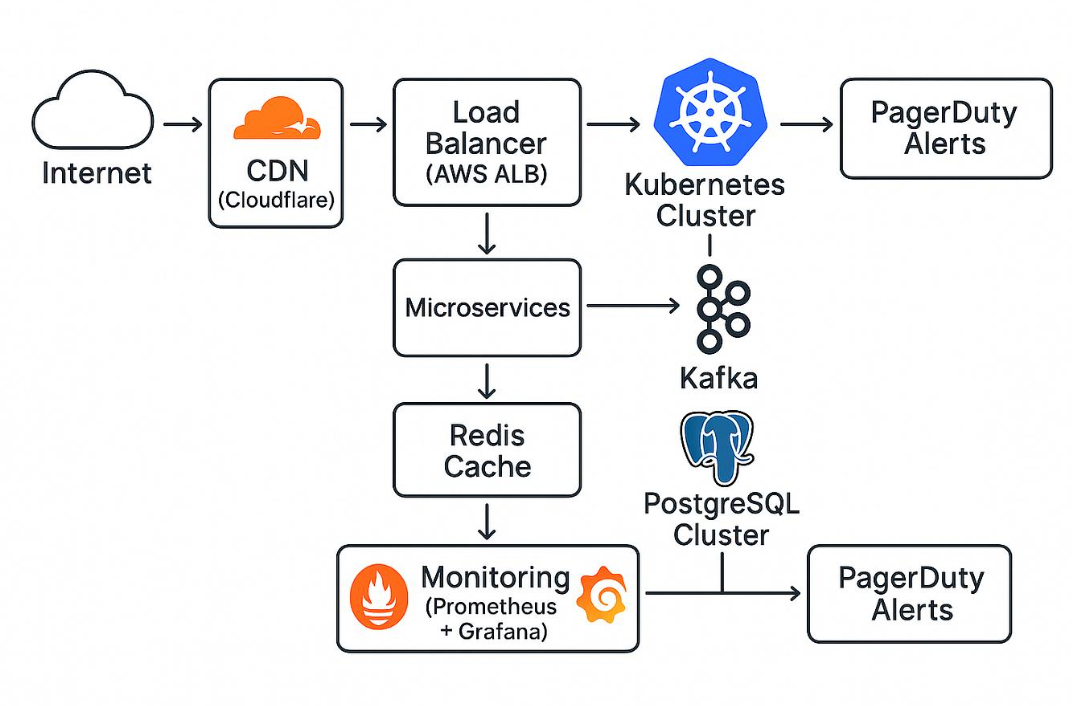 Internet
CDN
(Cloudflare)
Load
Balancer
(AWS ALB)
Kubernetes
Cluster
PagerDuty
Alerts
Microservices
Kafka
Redis
Cache
PostgreSQL
Cluster
Monitoring
(Prometheus
+ Grafana)
PagerDuty
Alerts